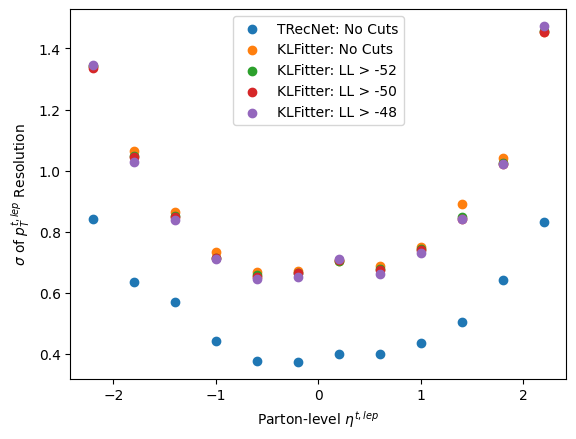 TRecNet: No Cuts
KLFitter: No Cuts
KLFitter: LL > -52
KLFitter: LL > -50
KLFitter: LL > -48
1.4
1.2
1.0
0.8
0.6
0.4
σ of p_T^{t,lep} Resolution
−2
−1
0
1
2
Parton-level η^{t,lep}